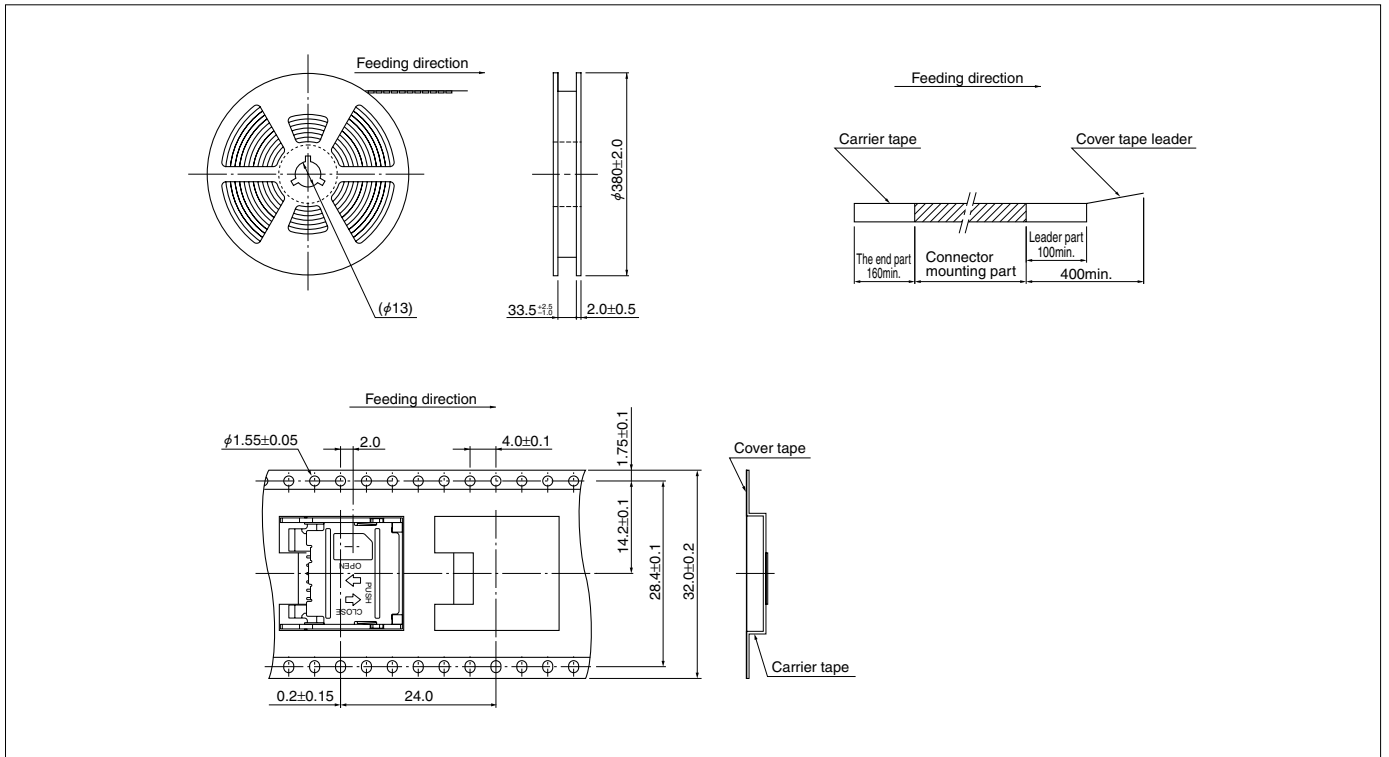 Feeding direction
φ380±2.0
(φ13)
33.5 +2.5 −1.0
2.0±0.5
Feeding direction
Carrier tape
Cover tape leader
The end part
160min.
Connector
mounting part
Leader part
100min.
400min.
Feeding direction
φ1.55±0.05
2.0
4.0±0.1
1.75±0.1
14.2±0.1
28.4±0.1
32.0±0.2
OPEN
PUSH
CLOSE
0.2±0.15
24.0
Cover tape
Carrier tape